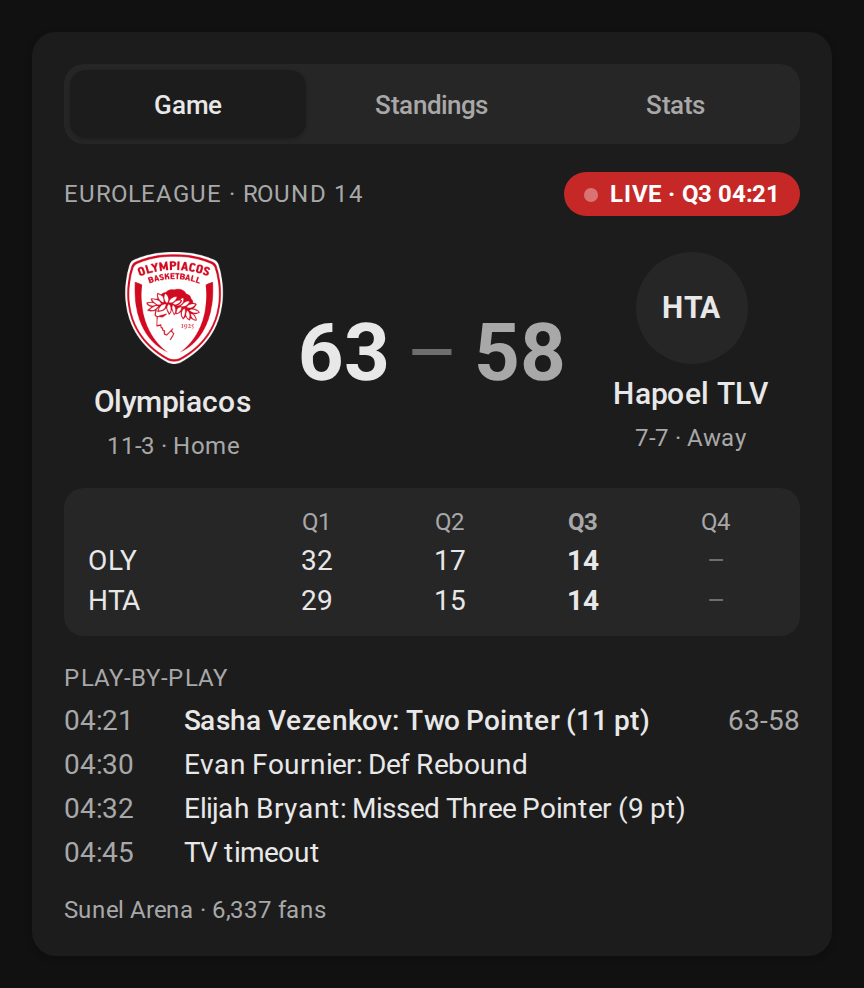 Game Standings Stats
EUROLEAGUE · ROUND 14
LIVE · Q3 04:21
OLYMPIACOS
BASKETBALL
1925
Olympiacos
11-3 · Home
63 – 58
HTA
Hapoel TLV
7-7 · Away
Q1 Q2 Q3 Q4
OLY 32 17 14 –
HTA 29 15 14 –
PLAY-BY-PLAY
04:21 Sasha Vezenkov: Two Pointer (11 pt) 63-58
04:30 Evan Fournier: Def Rebound
04:32 Elijah Bryant: Missed Three Pointer (9 pt)
04:45 TV timeout
Sunel Arena · 6,337 fans